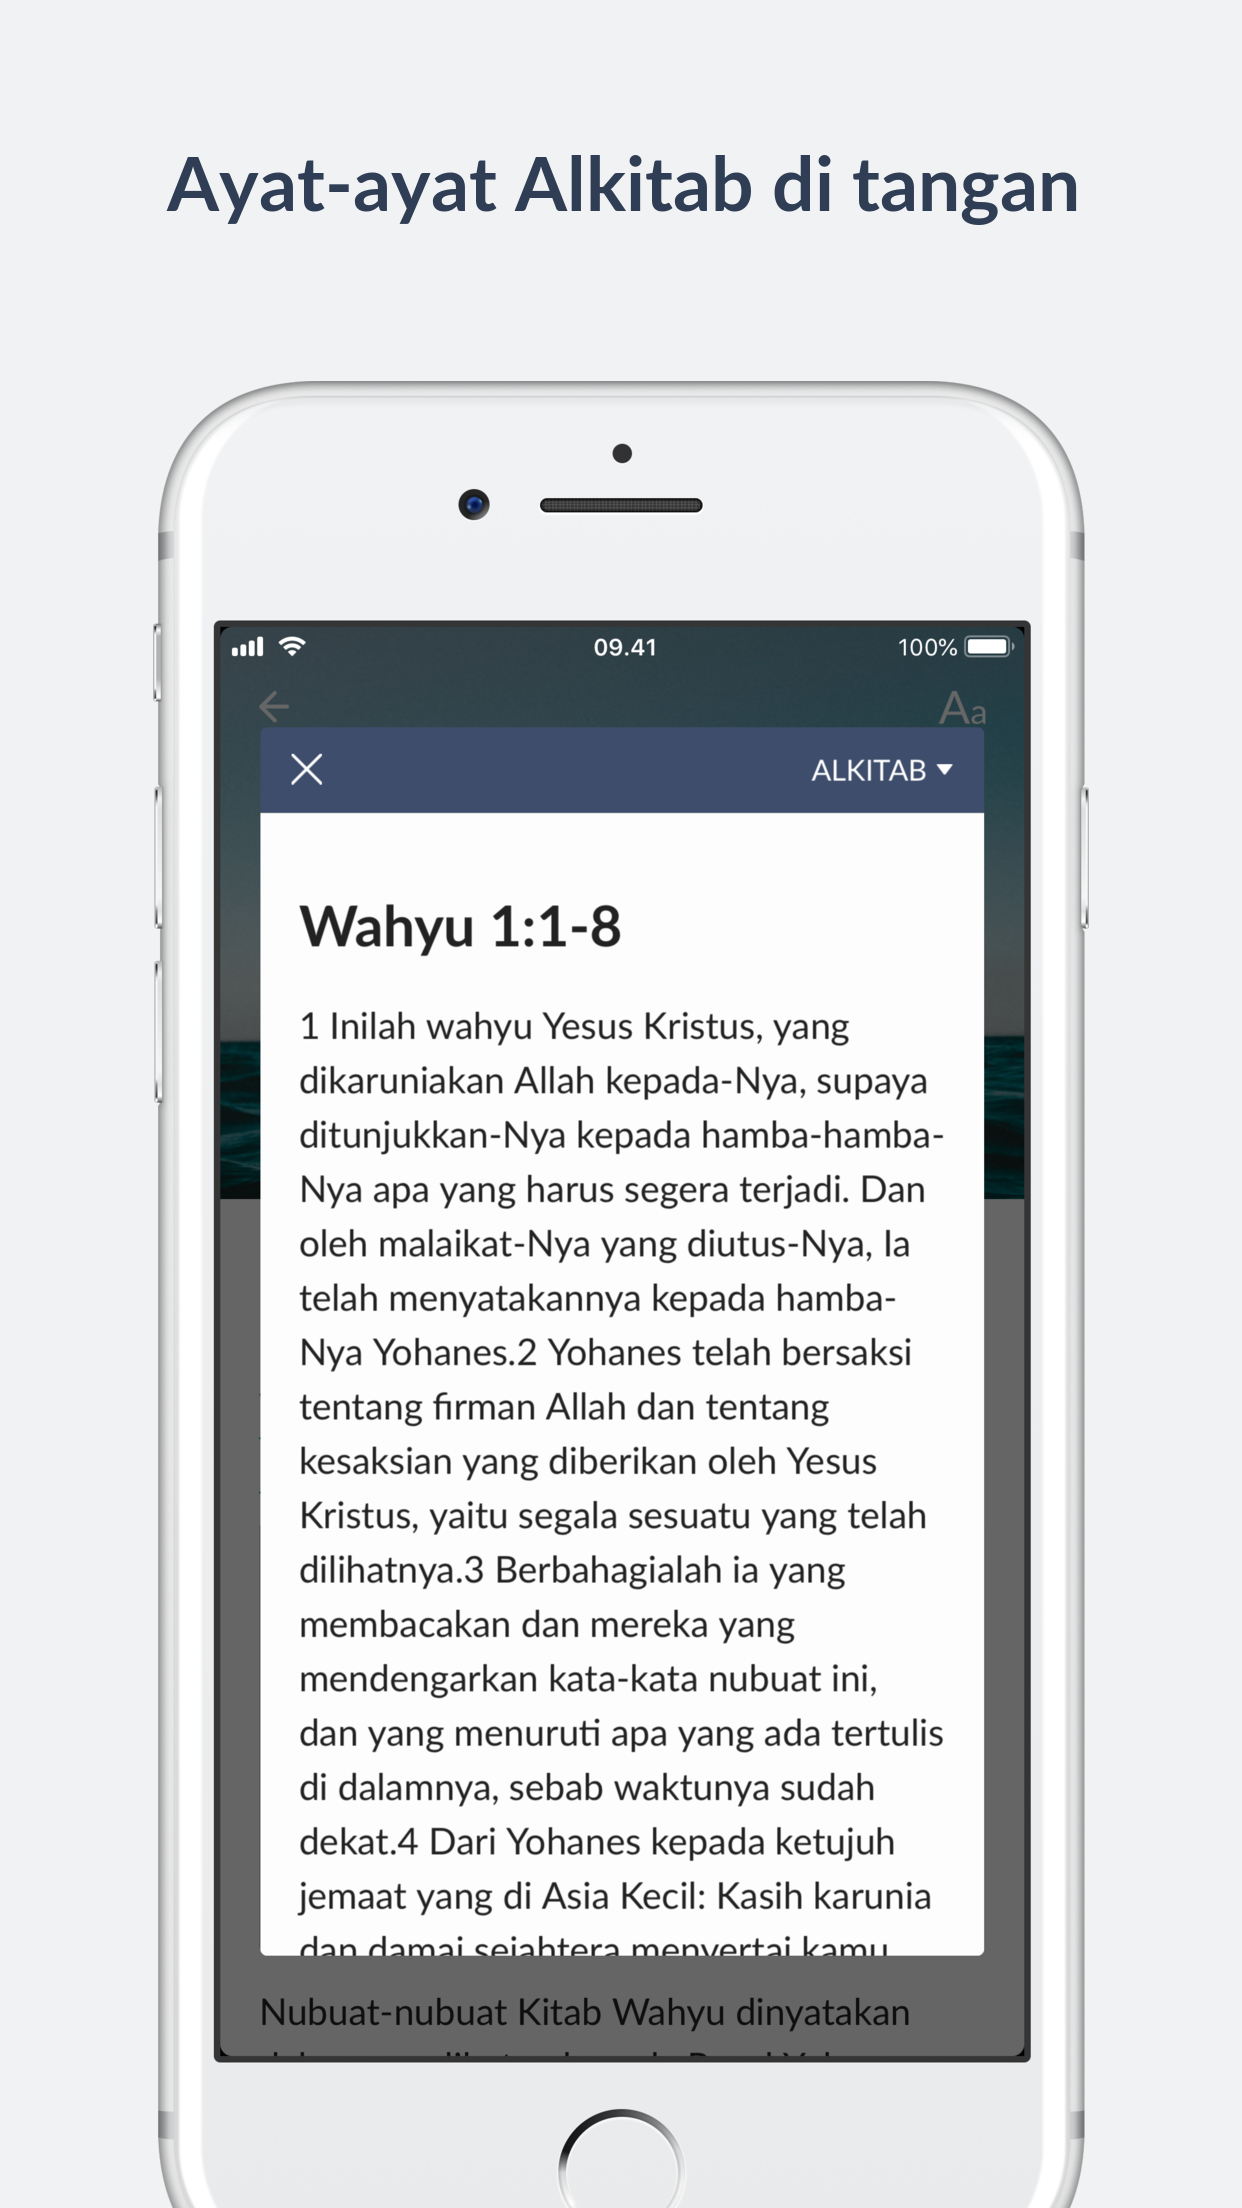 Ayat-ayat Alkitab di tangan
09.41
100%
Aa
ALKITAB
Wahyu 1:1-8
1 Inilah wahyu Yesus Kristus, yang
dikaruniakan Allah kepada-Nya, supaya
ditunjukkan-Nya kepada hamba-hamba-
Nya apa yang harus segera terjadi. Dan
oleh malaikat-Nya yang diutus-Nya, Ia
telah menyatakannya kepada hamba-
Nya Yohanes.2 Yohanes telah bersaksi
tentang firman Allah dan tentang
kesaksian yang diberikan oleh Yesus
Kristus, yaitu segala sesuatu yang telah
dilihatnya.3 Berbahagialah ia yang
membacakan dan mereka yang
mendengarkan kata-kata nubuat ini,
dan yang menuruti apa yang ada tertulis
di dalamnya, sebab waktunya sudah
dekat.4 Dari Yohanes kepada ketujuh
jemaat yang di Asia Kecil: Kasih karunia
dan damai sejahtera menyertai kamu
Nubuat-nubuat Kitab Wahyu dinyatakan